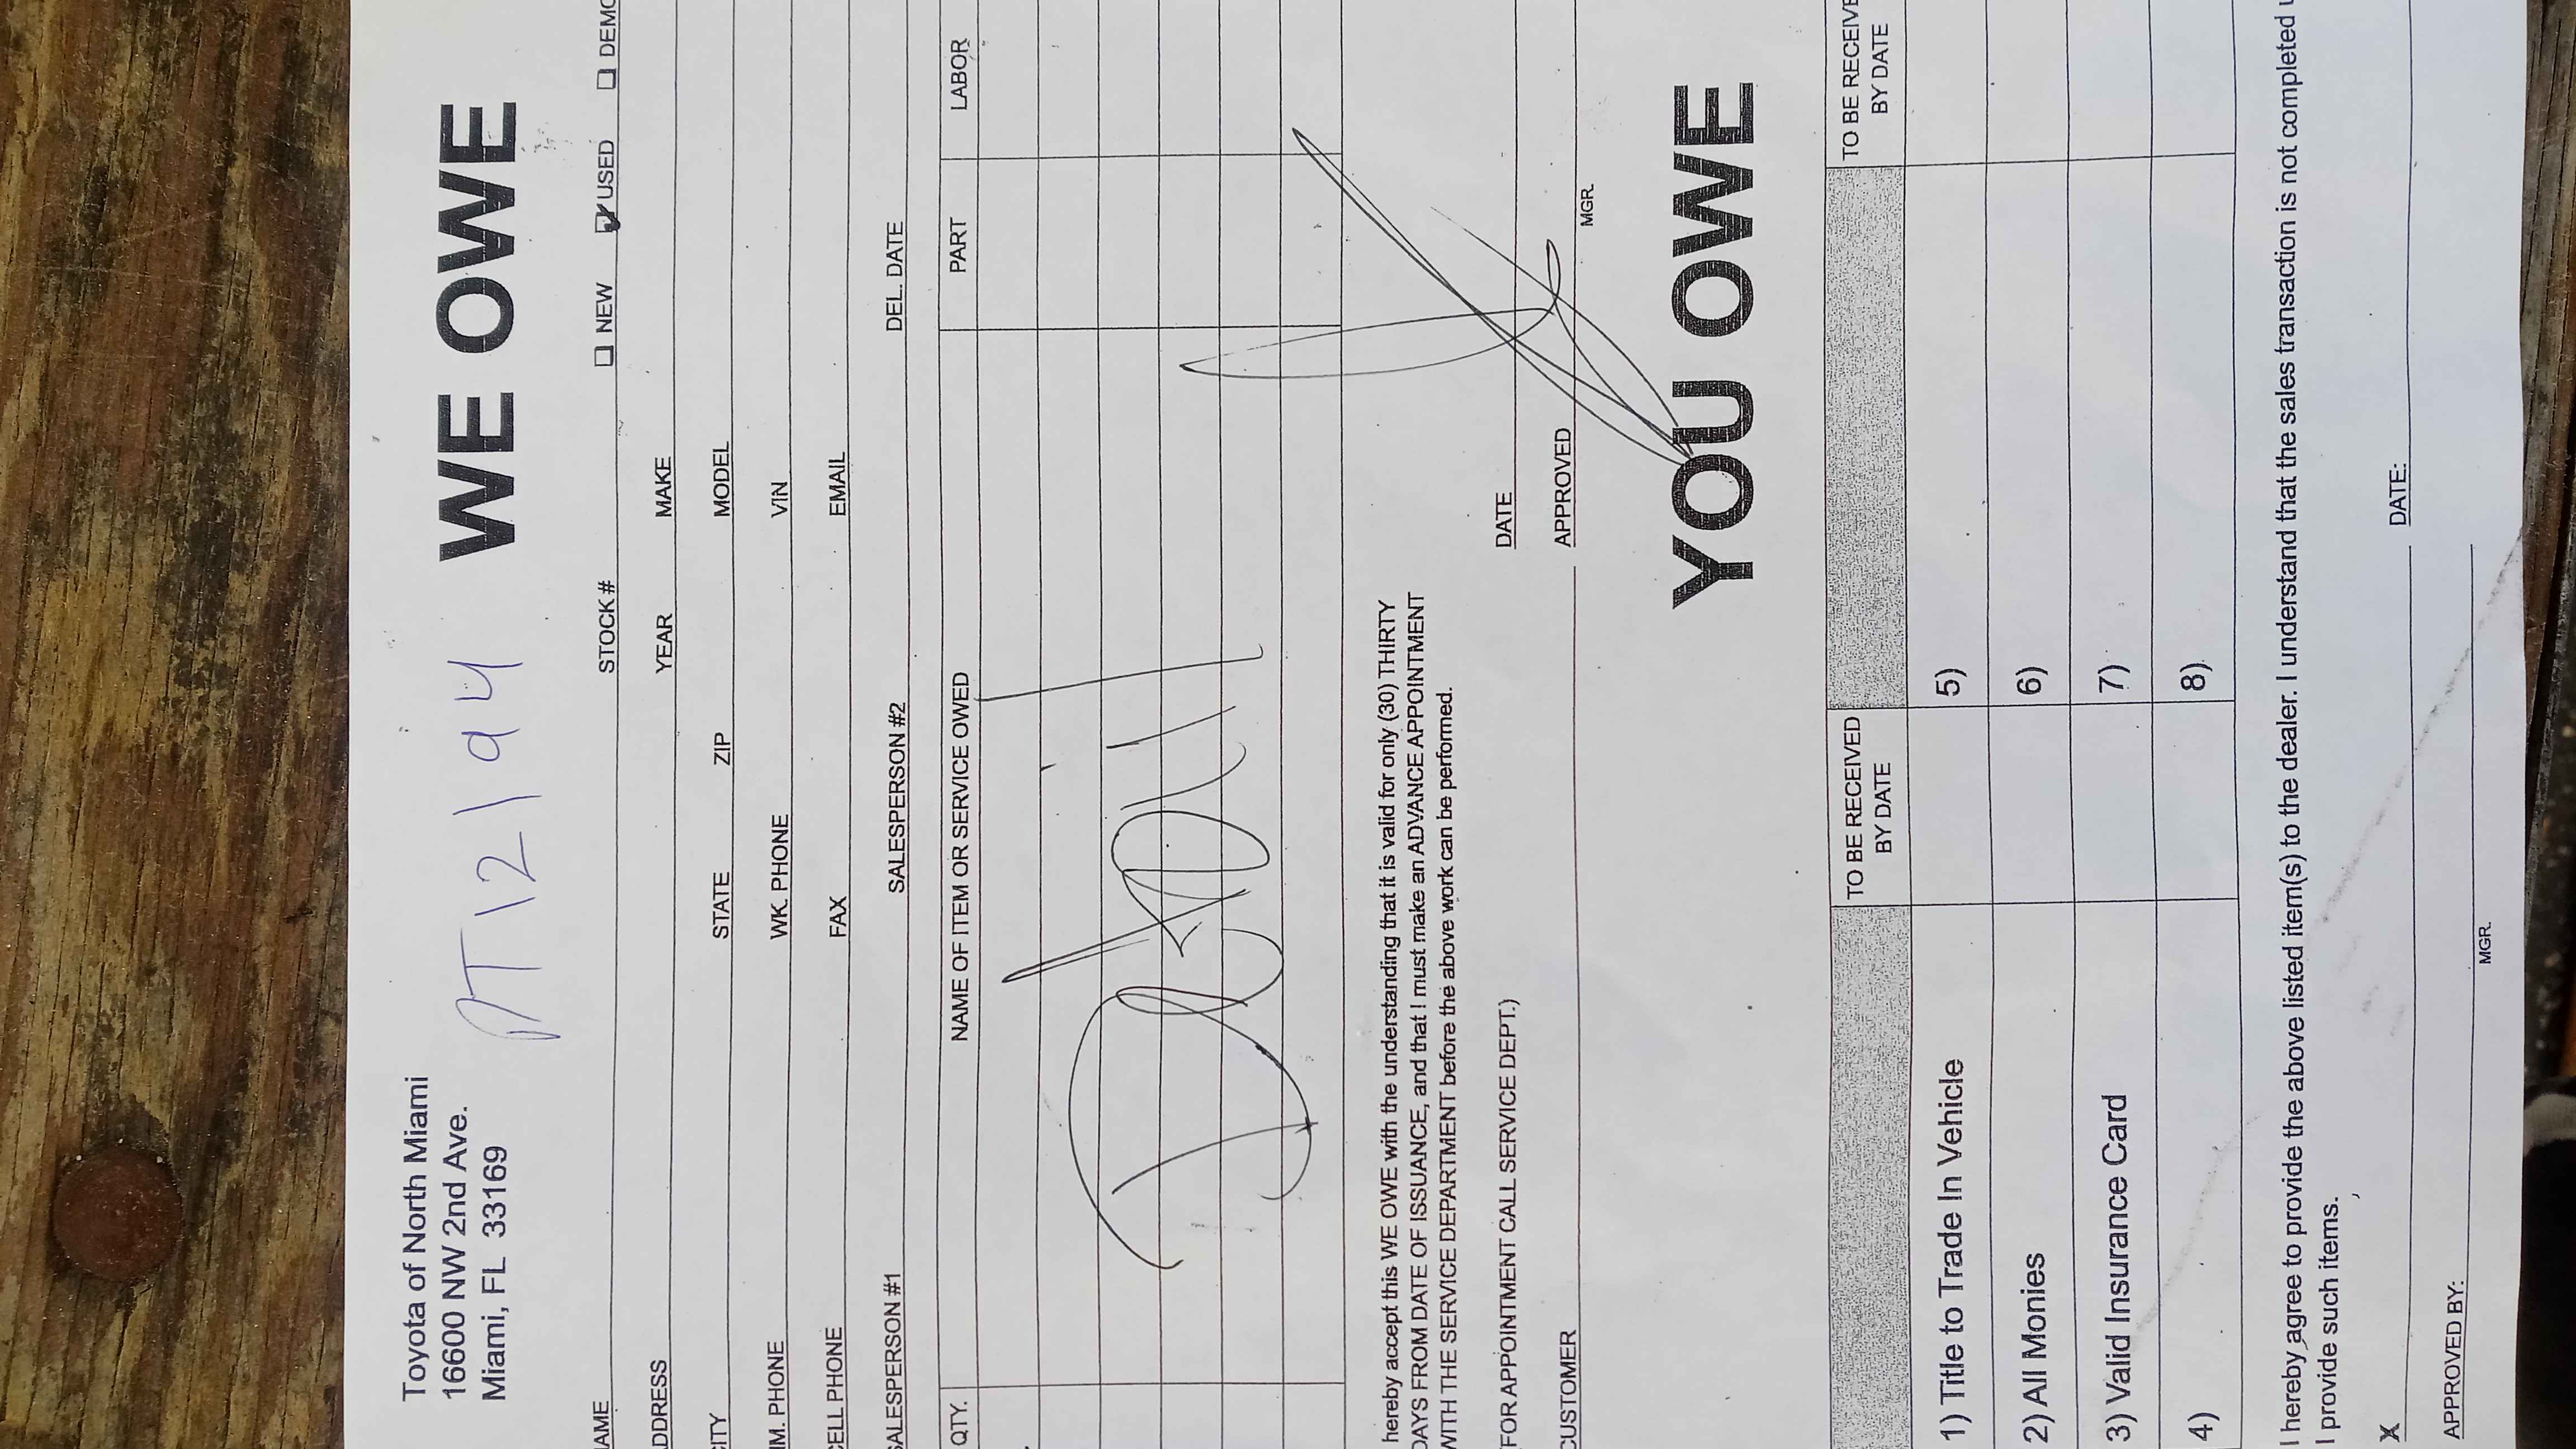 Toyota of North Miami
16600 NW 2nd Ave.
Miami, FL 33169
PT12194 WE OWE
AME STOCK# NEW USED DEMO
DDRESS YEAR MAKE
ITY STATE ZIP MODEL
M. PHONE WK. PHONE VIN
CELL PHONE FAX EMAIL
SALESPERSON #1 SALESPERSON #2 DEL. DATE
QTY. NAME OF ITEM OR SERVICE OWED PART LABOR
hereby accept this WE OWE with the understanding that it is valid for only (30) THIRTY
DAYS FROM DATE OF ISSUANCE, and that I must make an ADVANCE APPOINTMENT
WITH THE SERVICE DEPARTMENT before the above work can be performed.
(FOR APPOINTMENT CALL SERVICE DEPT.) DATE
CUSTOMER APPROVED
MGR.
YOU OWE
TO BE RECEIVED BY DATE TO BE RECEIVE BY DATE
1) Title to Trade In Vehicle 5)
2) All Monies 6)
3) Valid Insurance Card 7)
4) 8)
I hereby agree to provide the above listed item(s) to the dealer. I understand that the sales transaction is not completed u
I provide such items.
X DATE:
APPROVED BY:
MGR.